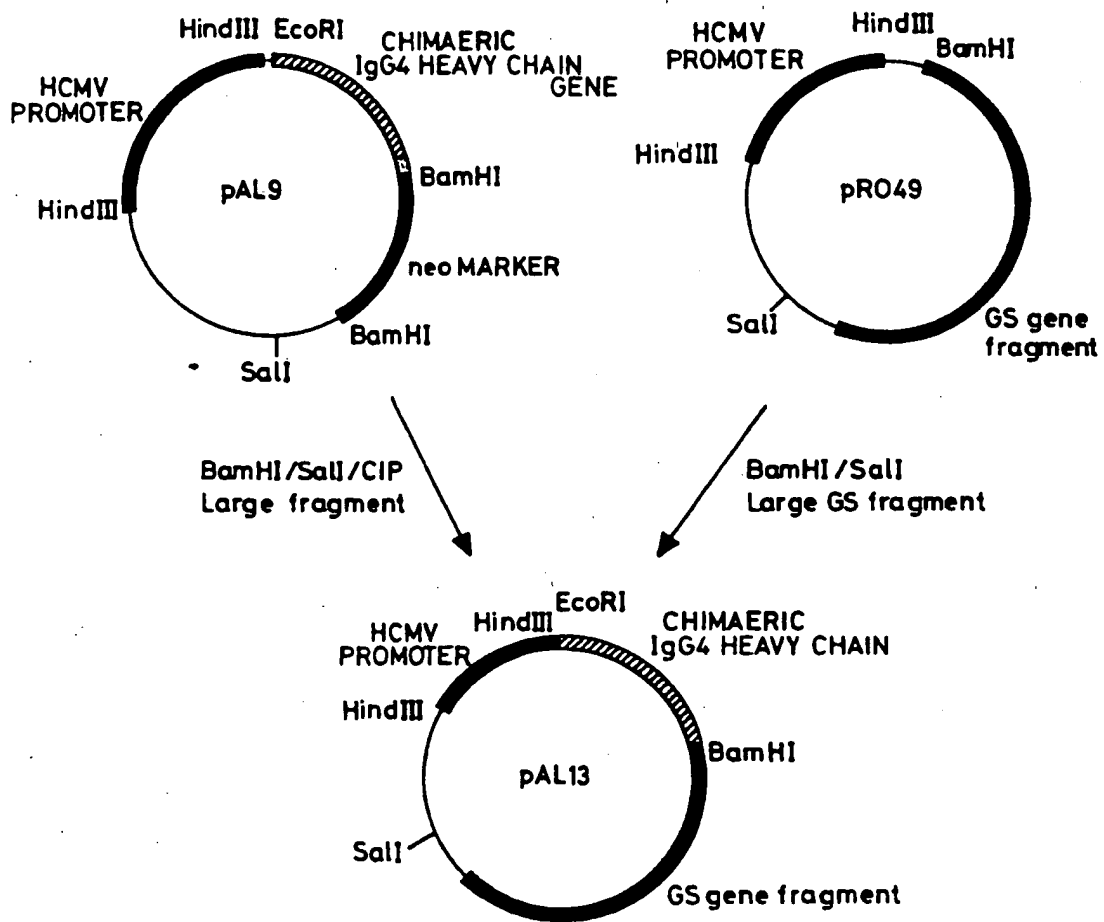 HindIII EcoRI
CHIMAERIC
IgG4 HEAVY CHAIN
GENE
HCMV
PROMOTER
BamHI
HindIII
pAL9
neo MARKER
BamHI
SalI
HCMV
PROMOTER
HindIII
BamHI
HindIII
pRO49
SalI
GS gene
fragment
BamHI/SalI/CIP
Large fragment
BamHI/SalI
Large GS fragment
EcoRI
HindIII
CHIMAERIC
IgG4 HEAVY CHAIN
HCMV
PROMOTER
HindIII
BamHI
pAL13
SalI
GS gene fragment